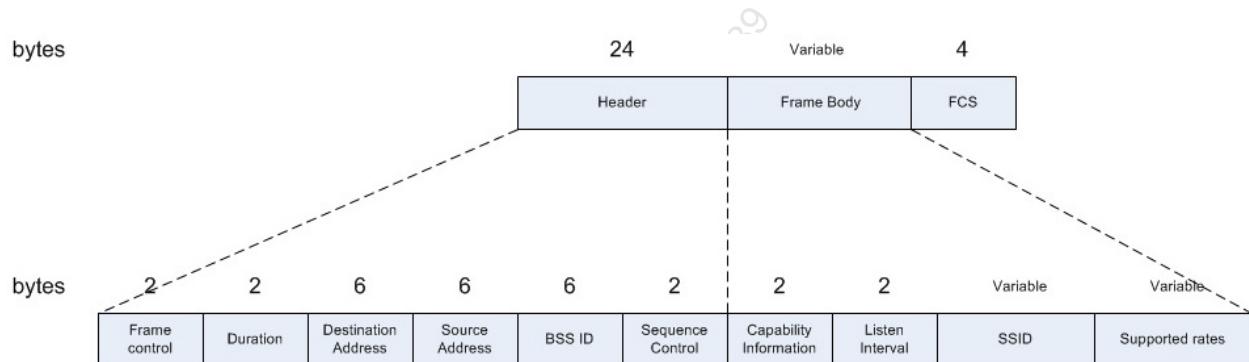 bytes 24 Variable 4
Header Frame Body FCS
bytes 2 2 6 6 6 2 2 2 Variable Variable
Frame control Duration Destination Address Source Address BSS ID Sequence Control Capability Information Listen Interval SSID Supported rates